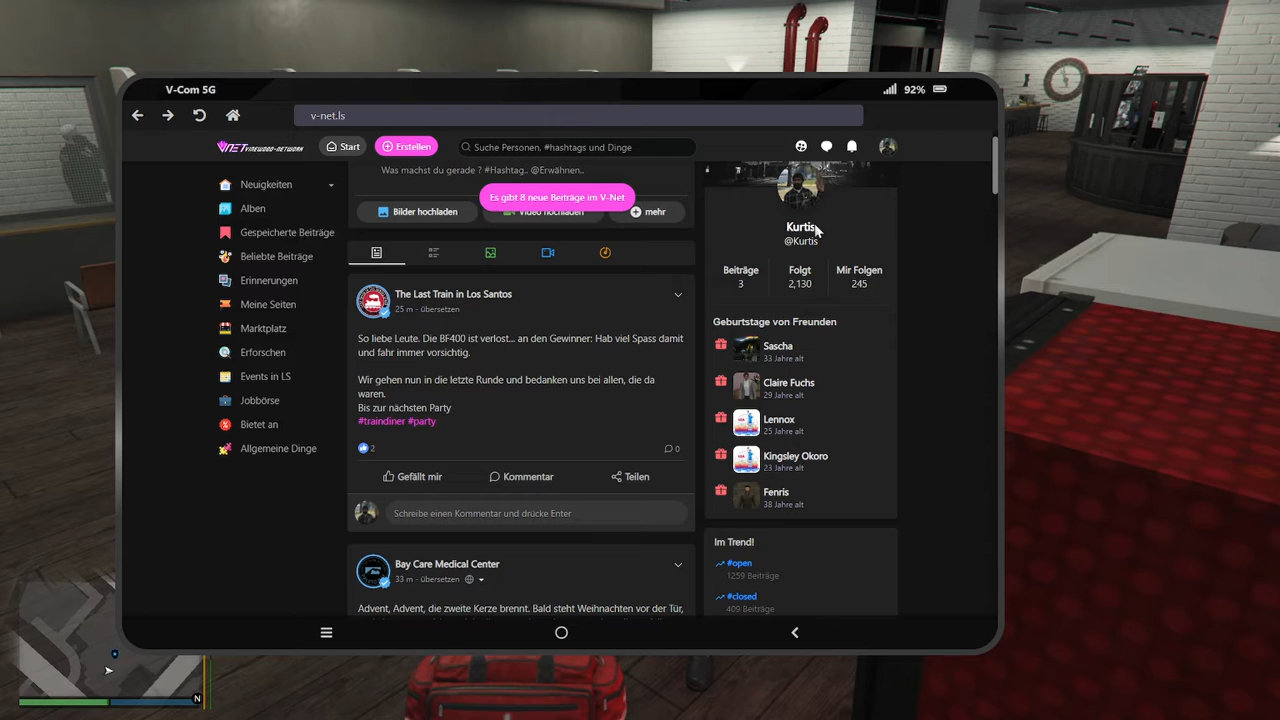 V-Com 5G
92%
v-net.ls
VNET VINEWOOD-NETWORK
Start
Erstellen
Suche Personen, #hashtags und Dinge
Neuigkeiten
Alben
Gespeicherte Beiträge
Beliebte Beiträge
Erinnerungen
Meine Seiten
Marktplatz
Erforschen
Events in LS
Jobbörse
Bietet an
Allgemeine Dinge
Was machst du gerade ? #Hashtag.. @Erwähnen..
Es gibt 8 neue Beiträge im V-Net
Bilder hochladen
Video hochladen
mehr
The Last Train in Los Santos
25 m - übersetzen
So liebe Leute. Die BF400 ist verlost... an den Gewinner: Hab viel Spass damit
und fahr immer vorsichtig.
Wir gehen nun in die letzte Runde und bedanken uns bei allen, die da
waren.
Bis zur nächsten Party
#traindiner #party
2
0
Gefällt mir
Kommentar
Teilen
Schreibe einen Kommentar und drücke Enter
Bay Care Medical Center
33 m - übersetzen
Advent, Advent, die zweite Kerze brennt. Bald steht Weihnachten vor der Tür,
Kurtis
@Kurtis
Beiträge
3
Folgt
2,130
Mir Folgen
245
Geburtstage von Freunden
Sascha
33 Jahre alt
Claire Fuchs
29 Jahre alt
Lennox
25 Jahre alt
Kingsley Okoro
23 Jahre alt
Fenris
38 Jahre alt
Im Trend!
#open
1259 Beiträge
#closed
409 Beiträge
N